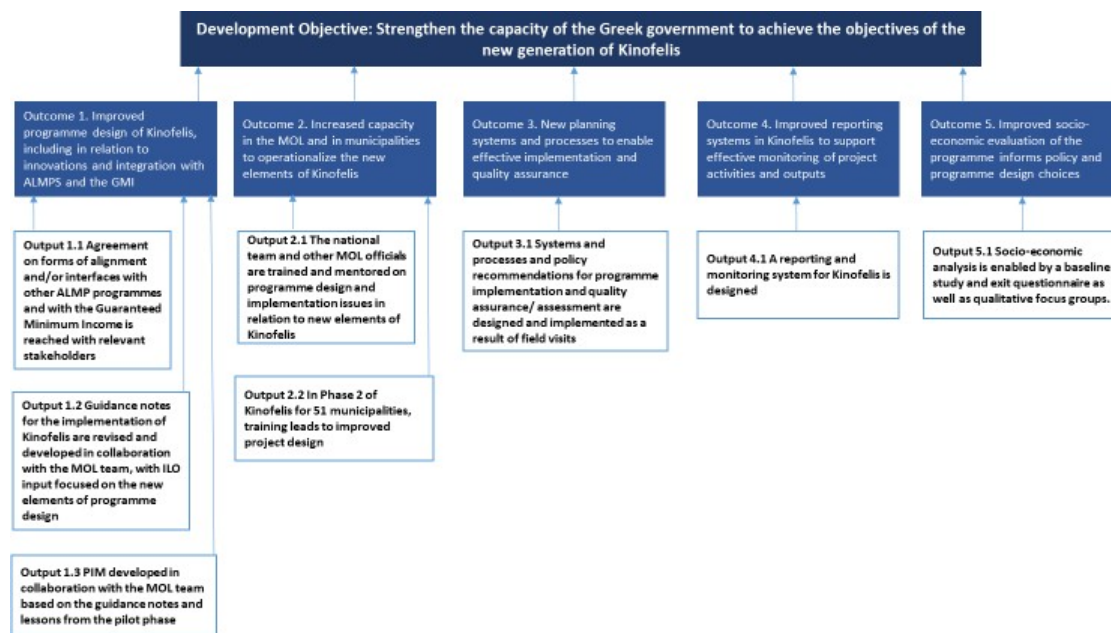 Development Objective: Strengthen the capacity of the Greek government to achieve the objectives of the
new generation of Kinofelis
Outcome 1. Improved
programme design of Kinofelis,
including in relation to
innovations and integration with
ALMPS and the GMI
Outcome 2. Increased capacity
in the MOL and in municipalities
to operationalize the new
elements of Kinofelis
Outcome 3. New planning
systems and processes to enable
effective implementation and
quality assurance
Outcome 4. Improved reporting
systems in Kinofelis to support
effective monitoring of project
activities and outputs
Outcome 5. Improved socio-
economic evaluation of the
programme informs policy and
programme design choices
Output 1.1 Agreement
on forms of alignment
and/or interfaces with
other ALMP programmes
and with the Guaranteed
Minimum Income is
reached with relevant
stakeholders
Output 2.1 The national
team and other MOL officials
are trained and mentored on
programme design and
implementation issues in
relation to new elements of
Kinofelis
Output 3.1 Systems and
processes and policy
recommendations for programme
implementation and quality
assurance/ assessment are
designed and implemented as a
result of field visits
Output 4.1 A reporting and
monitoring system for Kinofelis is
designed
Output 5.1 Socio-economic
analysis is enabled by a baseline
study and exit questionnaire as
well as qualitative focus groups.
Output 1.2 Guidance notes
for the implementation of
Kinofelis are revised and
developed in collaboration
with the MOL team, with ILO
input focused on the new
elements of programme
design
Output 2.2 In Phase 2 of
Kinofelis for 51 municipalities,
training leads to improved
project design
Output 1.3 PIM developed in
collaboration with the MOL team
based on the guidance notes and
lessons from the pilot phase